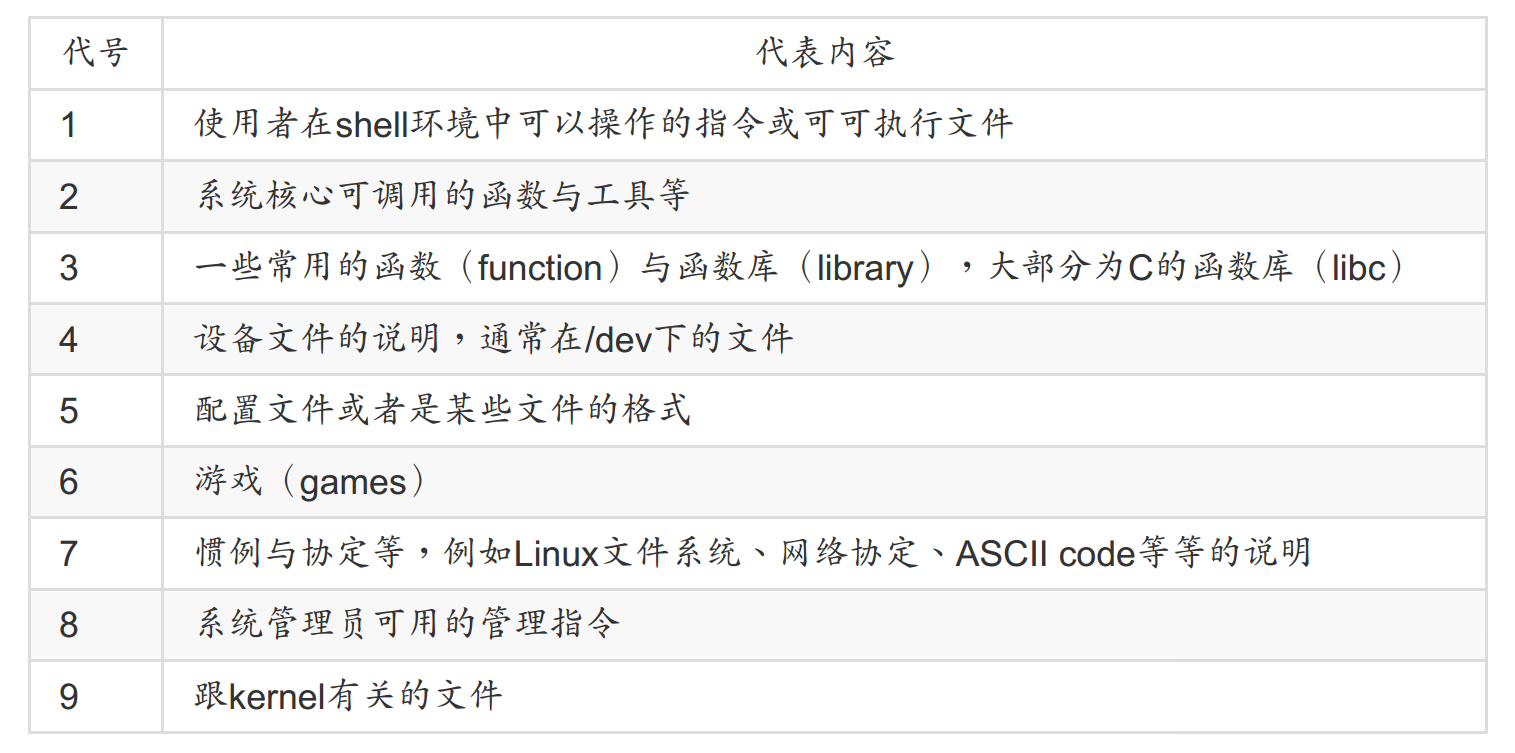 代号 代表内容
1 使用者在shell环境中可以操作的指令或可可执行文件
2 系统核心可调用的函数与工具等
3 一些常用的函数（function）与函数库（library），大部分为C的函数库（libc）
4 设备文件的说明，通常在/dev下的文件
5 配置文件或者是某些文件的格式
6 游戏（games）
7 惯例与协定等，例如Linux文件系统、网络协定、ASCII code等等的说明
8 系统管理员可用的管理指令
9 跟kernel有关的文件